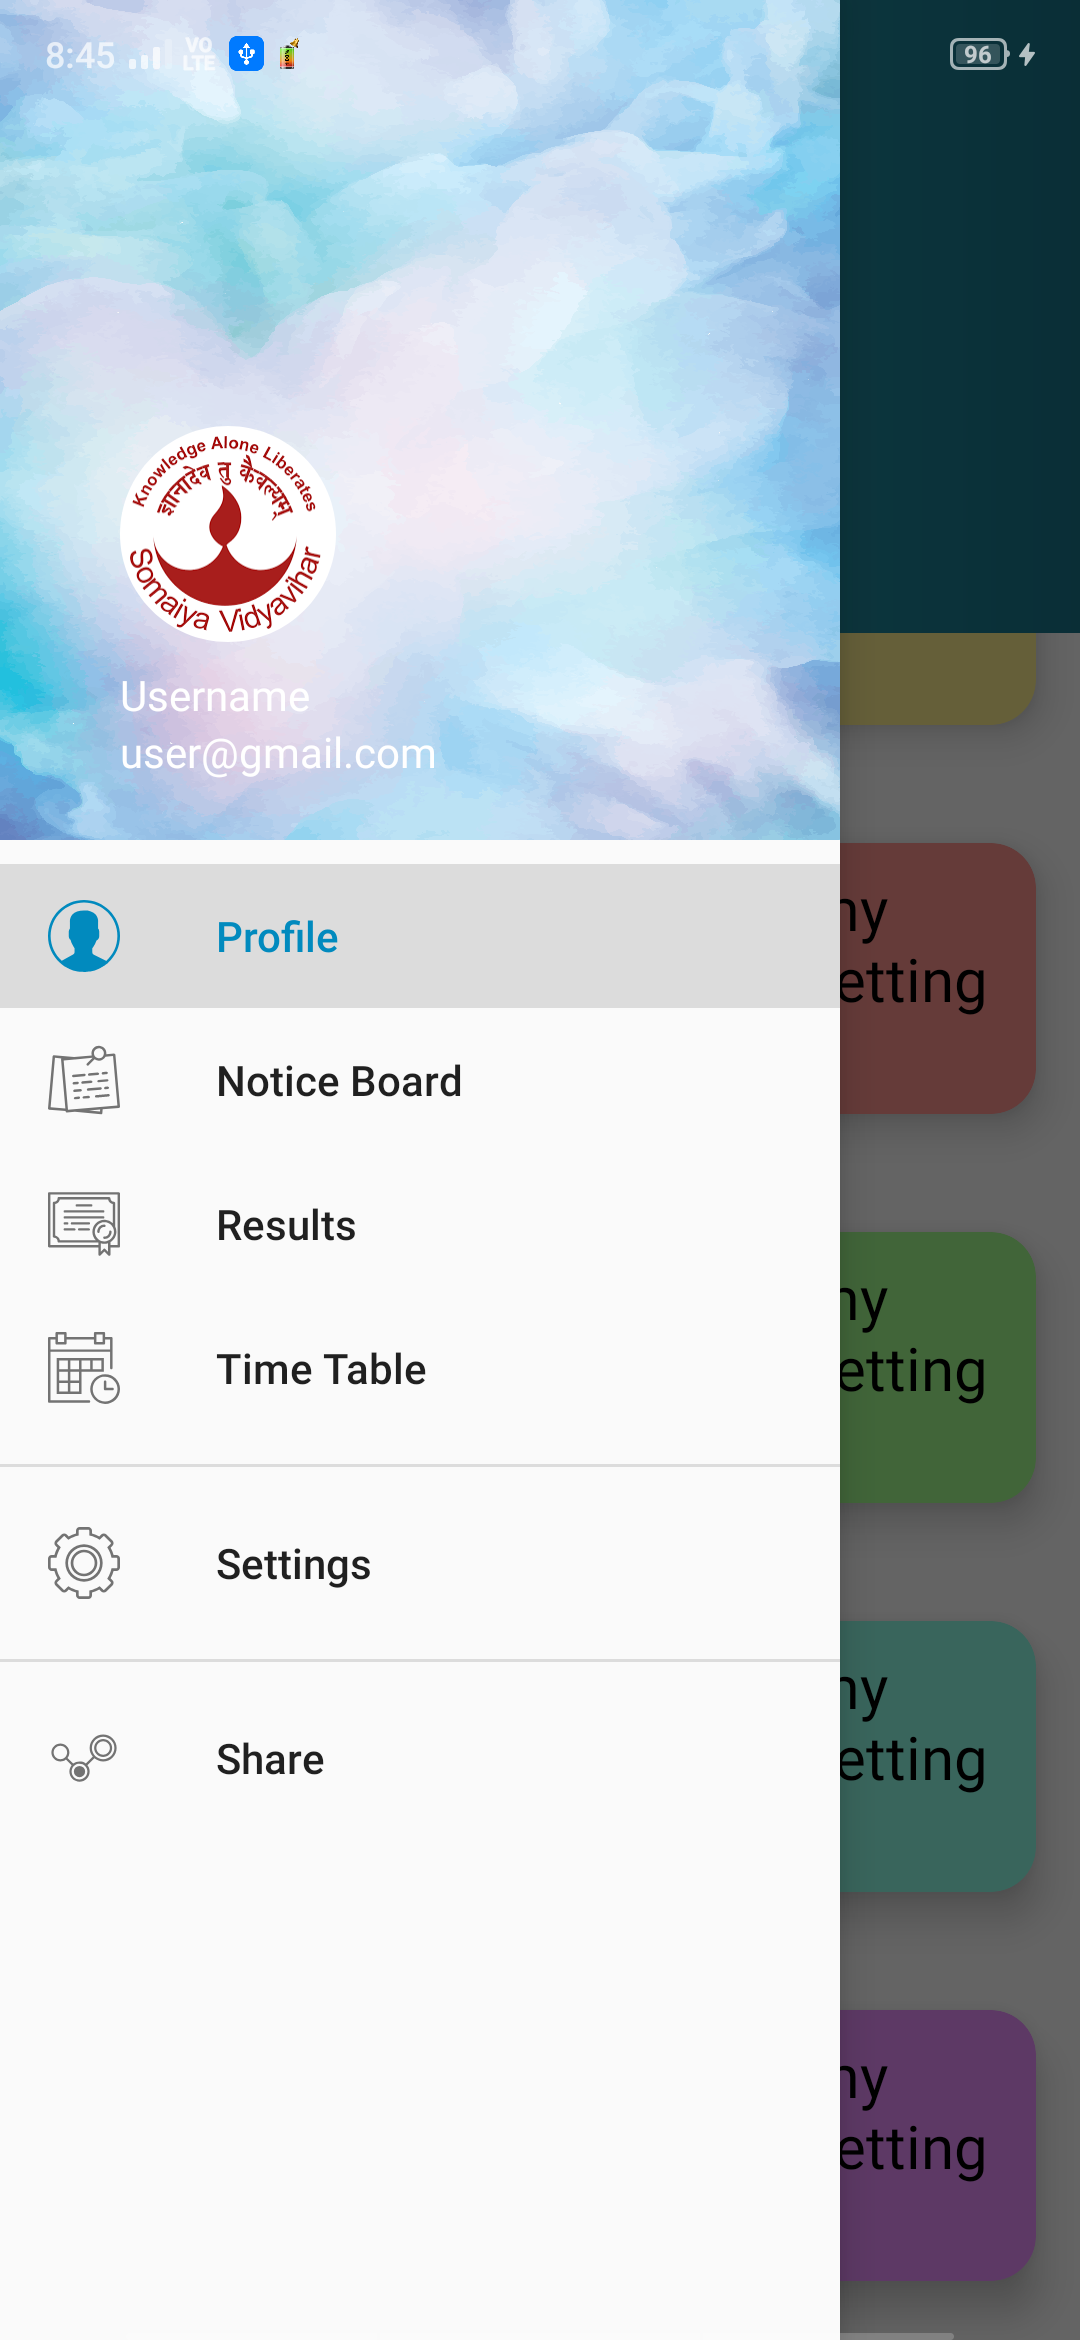 8:45
VO
LTE
96
Knowledge Alone Liberates
ज्ञानादेव तु कैवल्यम्
Somaiya Vidyavihar
Username
user@gmail.com
Profile
Notice Board
Results
Time Table
Settings
Share
ny
etting
ny
etting
ny
etting
ny
etting